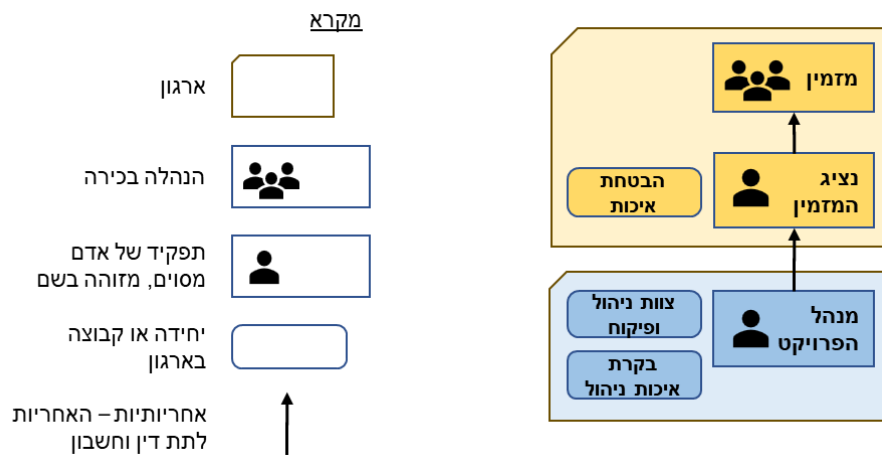 מקרא
ארגון
הנהלה בכירה
תפקיד של אדם
מסוים, מזוהה בשם
יחידה או קבוצה
בארגון
אחריותיות – האחריות
לתת דין וחשבון
מזמין
נציג
המזמין
הבטחת
איכות
מנהל
הפרויקט
צוות ניהול
ופיקוח
בקרת
איכות ניהול